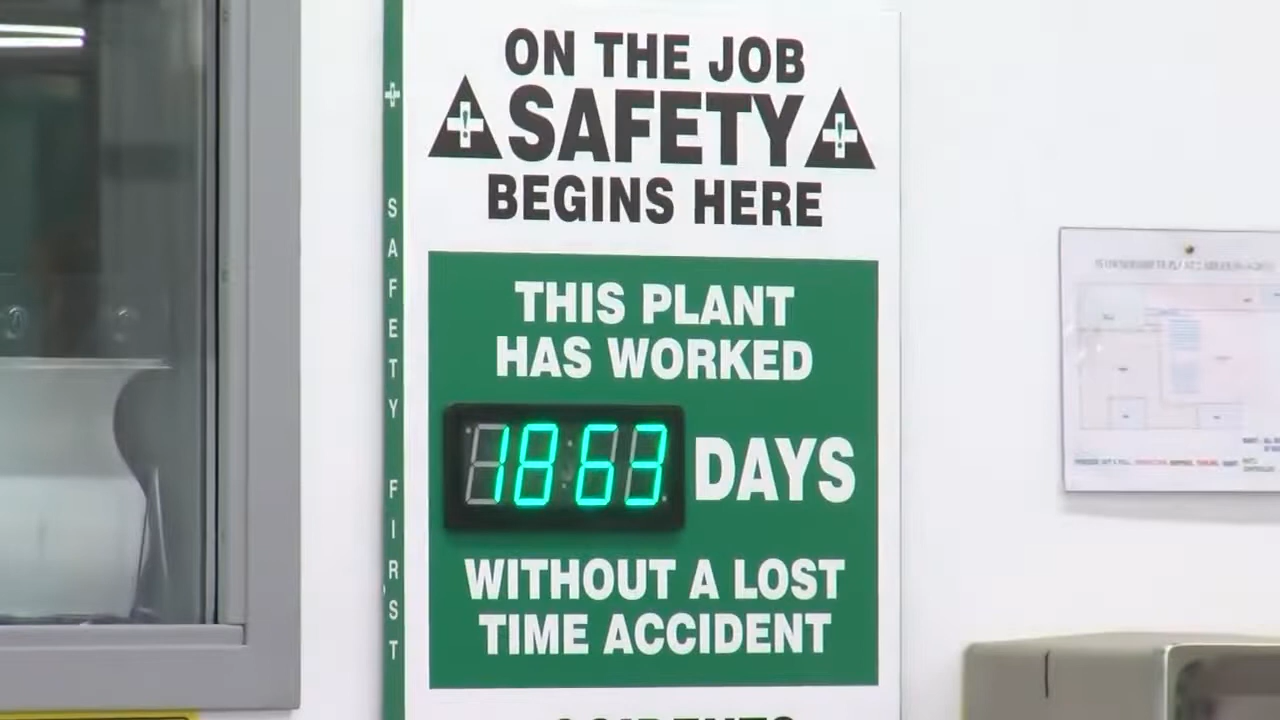 ON THE JOB
SAFETY
BEGINS HERE
THIS PLANT
HAS WORKED
1863 DAYS
WITHOUT A LOST
TIME ACCIDENT
SAFETY FIRST